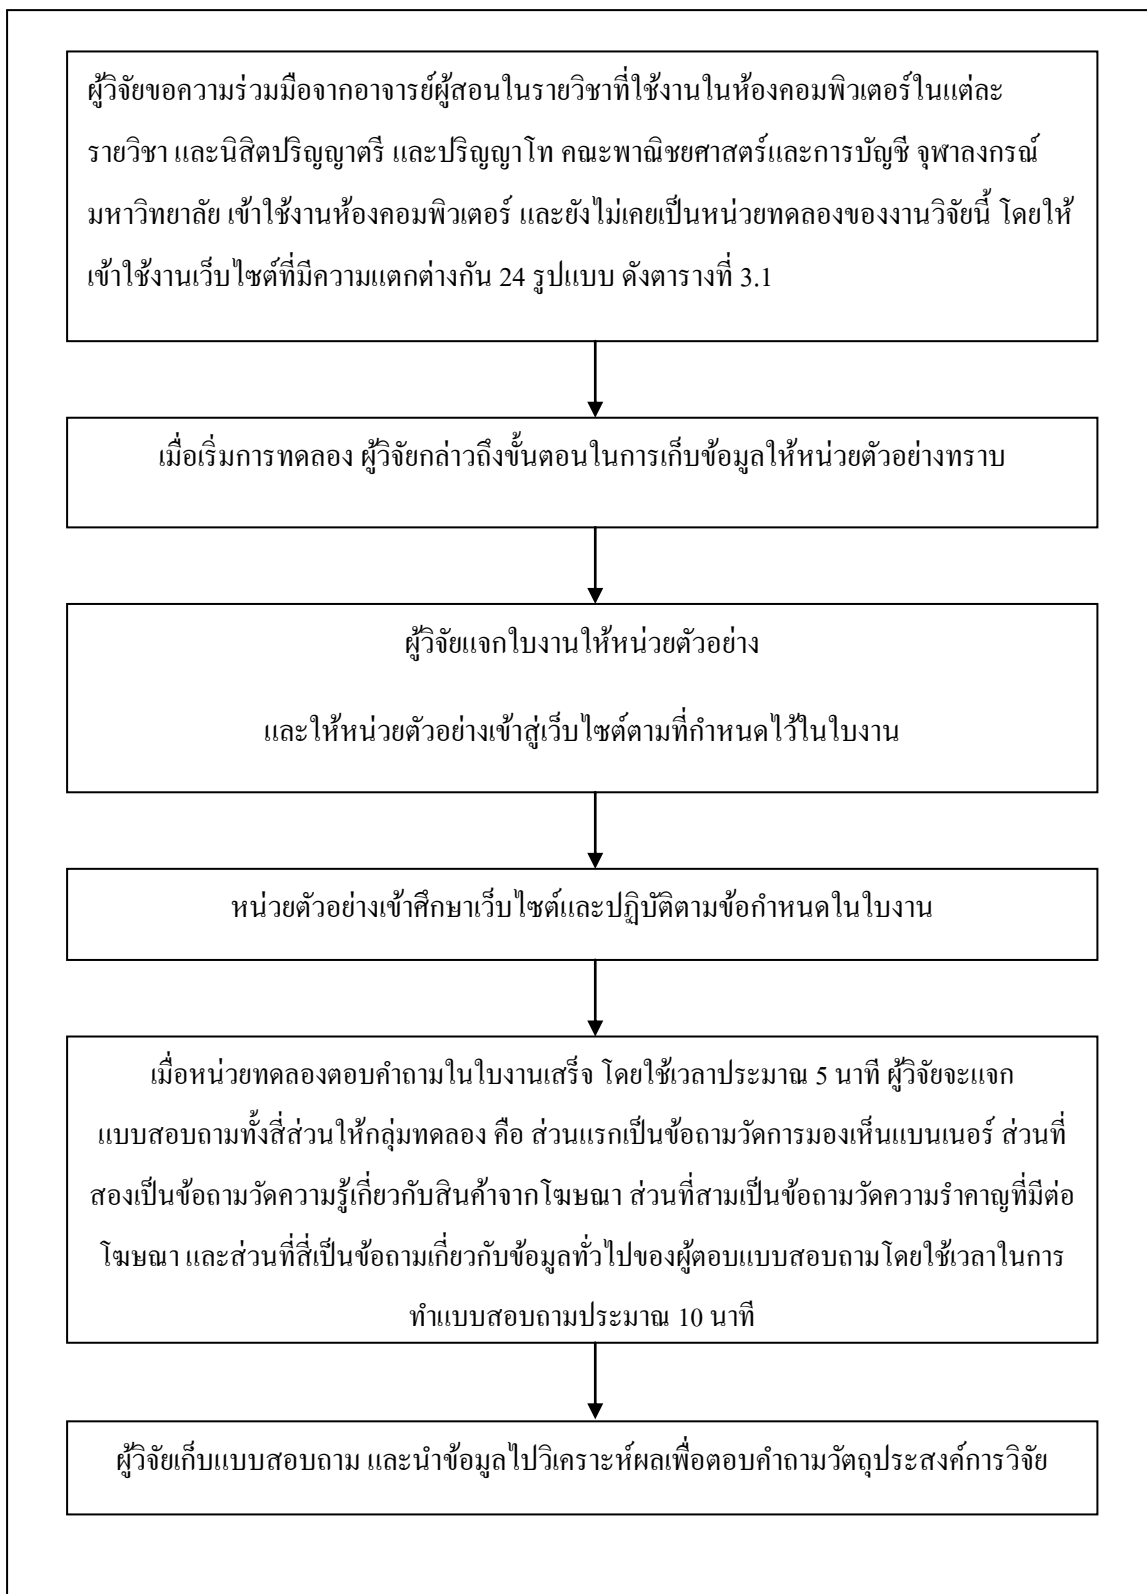 ผู้วิจัยขอความร่วมมือจากอาจารย์ผู้สอนในรายวิชาที่ใช้งานในห้องคอมพิวเตอร์ในแต่ละ
รายวิชา และนิสิตปริญญาตรี และปริญญาโท คณะพาณิชยศาสตร์และการบัญชี จุฬาลงกรณ์
มหาวิทยาลัย เข้าใช้งานห้องคอมพิวเตอร์ และยังไม่เคยเป็นหน่วยทดลองของงานวิจัยนี้ โดยให้
เข้าใช้งานเว็บไซต์ที่มีความแตกต่างกัน 24 รูปแบบ ดังตารางที่ 3.1
เมื่อเริ่มการทดลอง ผู้วิจัยกล่าวถึงขั้นตอนในการเก็บข้อมูลให้หน่วยตัวอย่างทราบ
ผู้วิจัยแจกใบงานให้หน่วยตัวอย่าง
และให้หน่วยตัวอย่างเข้าสู่เว็บไซต์ตามที่กำหนดไว้ในใบงาน
หน่วยตัวอย่างเข้าศึกษาเว็บไซต์และปฏิบัติตามข้อกำหนดในใบงาน
เมื่อหน่วยทดลองตอบคำถามในใบงานเสร็จ โดยใช้เวลาประมาณ 5 นาที ผู้วิจัยจะแจก
แบบสอบถามทั้งสี่ส่วนให้กลุ่มทดลอง คือ ส่วนแรกเป็นข้อถามวัดการมองเห็นแบนเนอร์ ส่วนที่
สองเป็นข้อถามวัดความรู้เกี่ยวกับสินค้าจากโฆษณา ส่วนที่สามเป็นข้อถามวัดความรำคาญที่มีต่อ
โฆษณา และส่วนที่สี่เป็นข้อถามเกี่ยวกับข้อมูลทั่วไปของผู้ตอบแบบสอบถามโดยใช้เวลาในการ
ทำแบบสอบถามประมาณ 10 นาที
ผู้วิจัยเก็บแบบสอบถาม และนำข้อมูลไปวิเคราะห์ผลเพื่อตอบคำถามวัตถุประสงค์การวิจัย